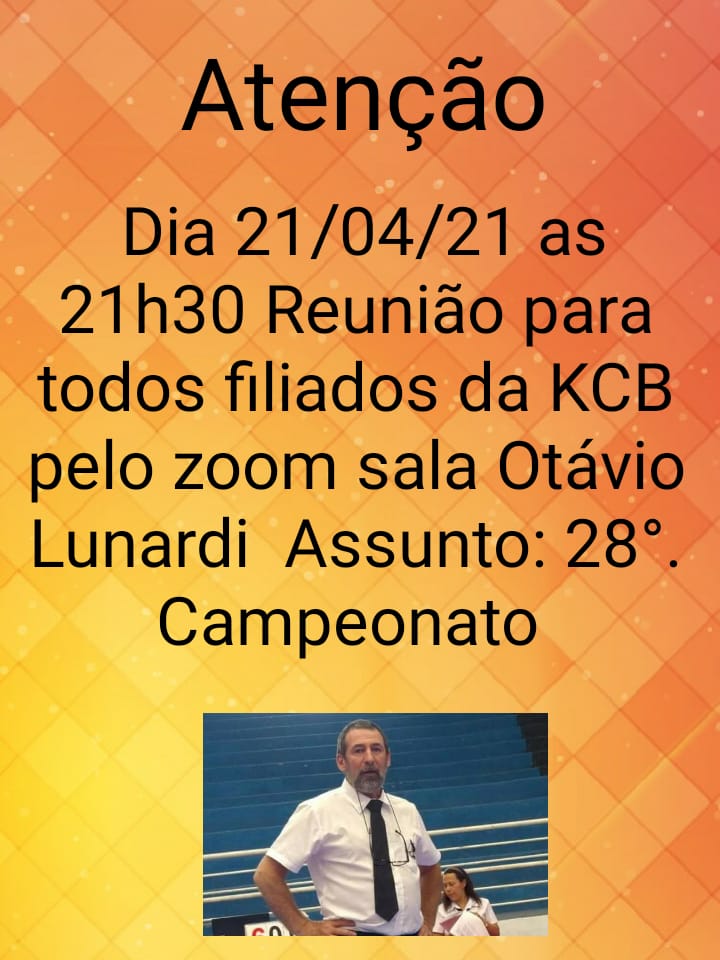 Atenção
Dia 21/04/21 as
21h30 Reunião para
todos filiados da KCB
pelo zoom sala Otávio
Lunardi  Assunto: 28°.
Campeonato